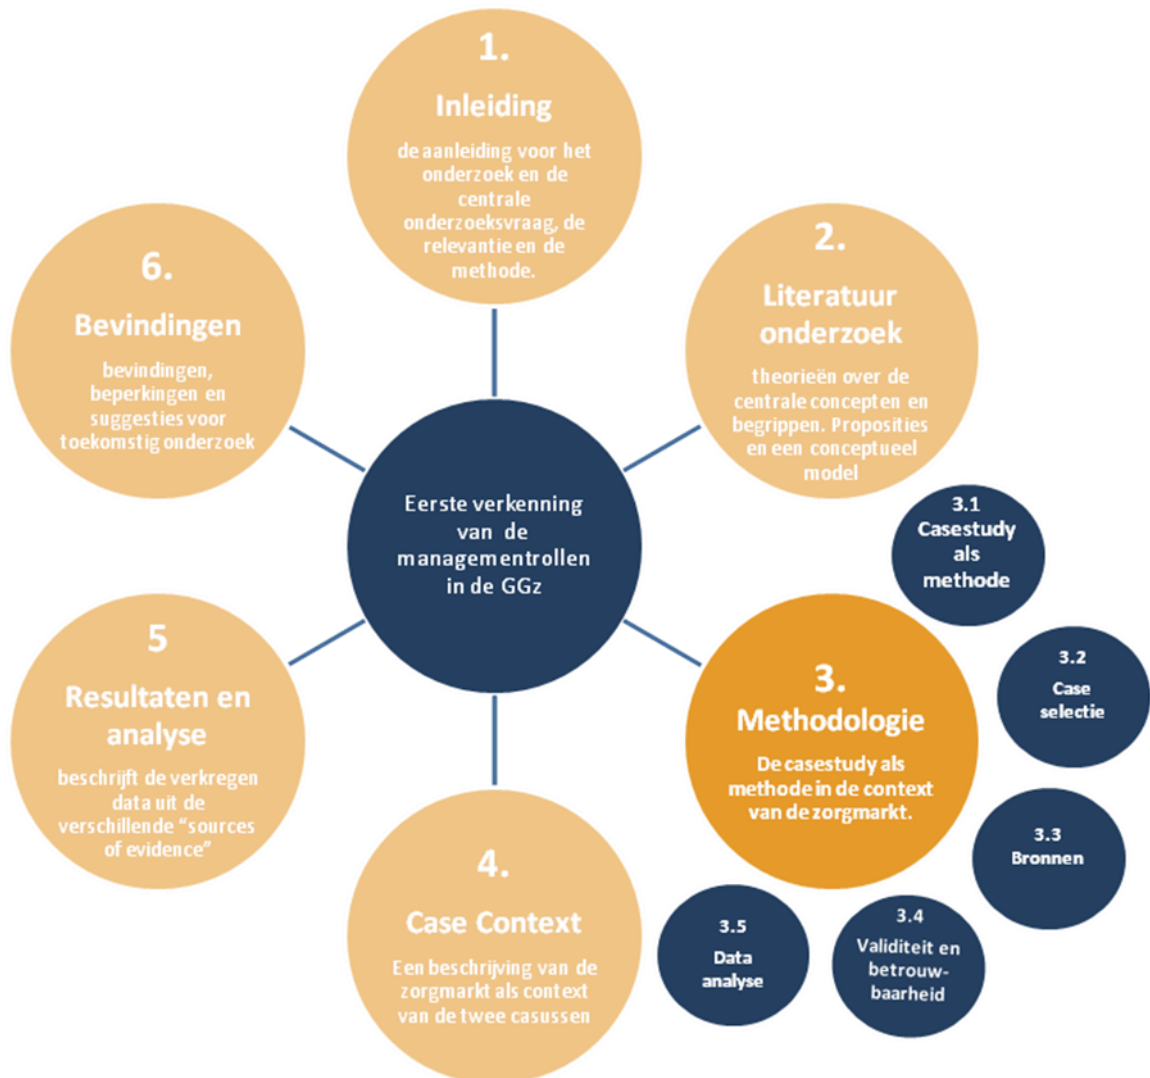 1.
Inleiding
de aanleiding voor het
onderzoek en de
centrale
onderzoeksvraag, de
relevantie en de
methode.
2.
Literatuur
onderzoek
theorieën over de
centrale concepten en
begrippen. Proposities
en een conceptueel
model
3.1
Casestudy
als
methode
3.2
Case
selectie
3.
Methodologie
De casestudy als
methode in de context
van de zorgmarkt.
3.3
Bronnen
3.4
Validiteit en
betrouw-
baarheid
3.5
Data
analyse
4.
Case Context
Een beschrijving van de
zorgmarkt als context
van de twee casussen
5
Resultaten en
analyse
beschrijft de verkregen
data uit de
verschillende “sources
of evidence”
6.
Bevindingen
bevindingen,
beperkingen en
suggesties voor
toekomstig onderzoek
Eerste verkenning
van de
managementrollen
in de GGz